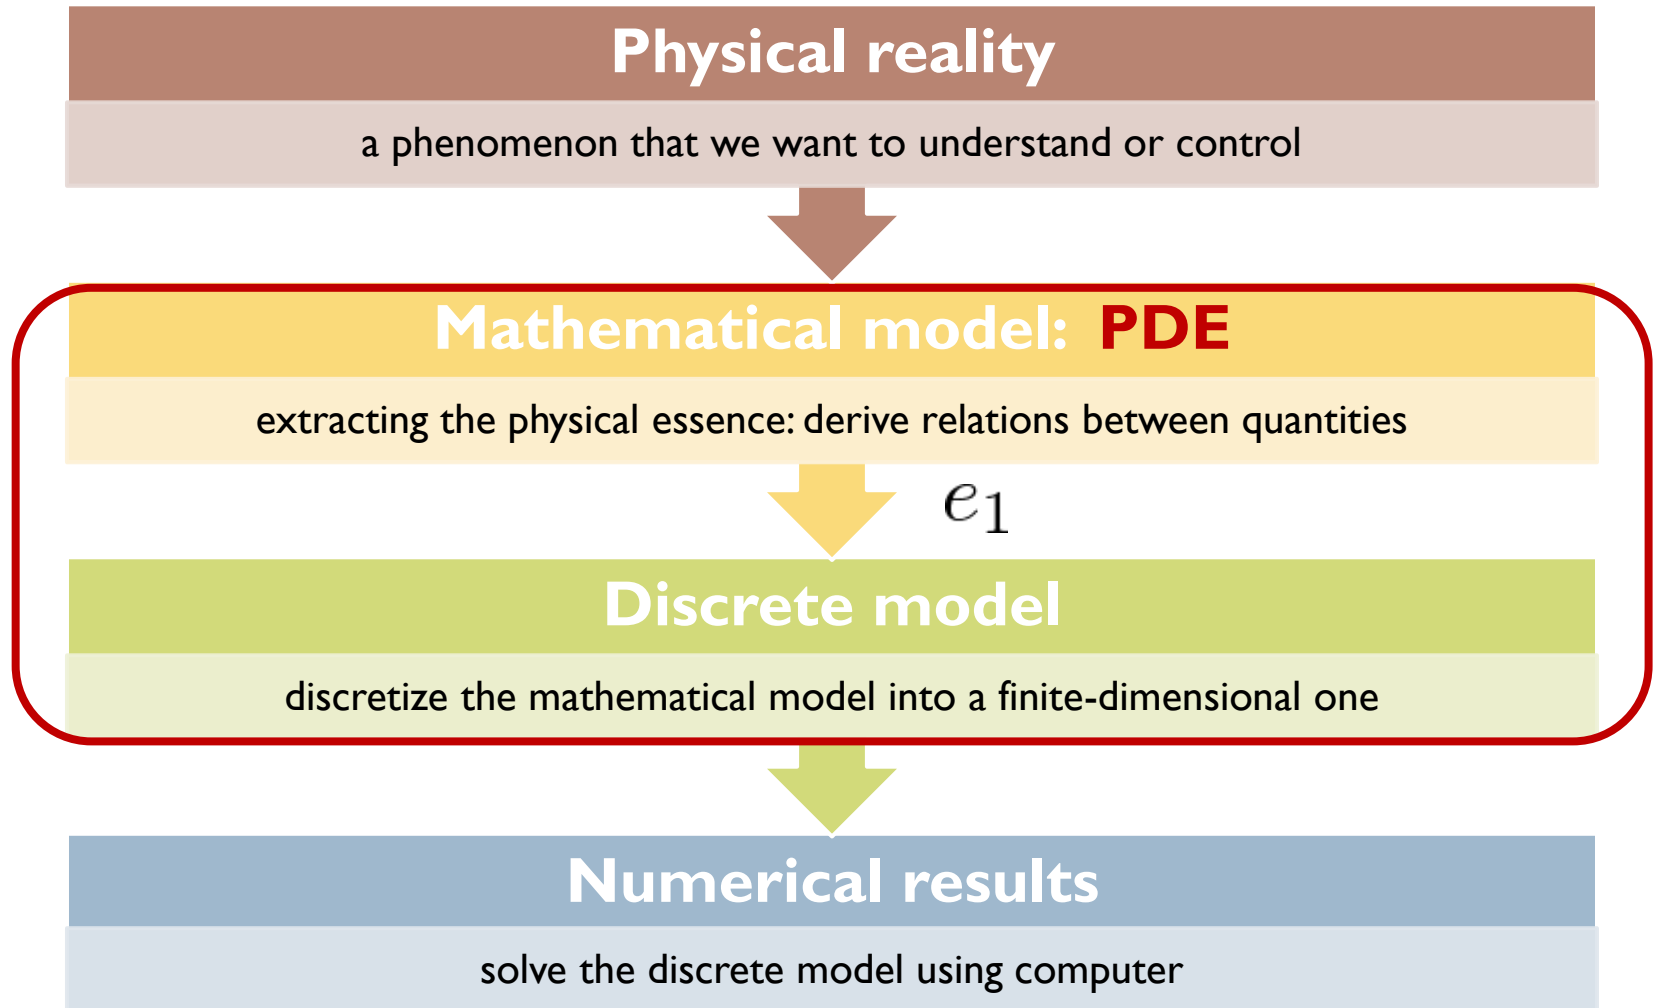 Physical reality
a phenomenon that we want to understand or control
Mathematical model: PDE
extracting the physical essence: derive relations between quantities
e₁
Discrete model
discretize the mathematical model into a finite-dimensional one
Numerical results
solve the discrete model using computer